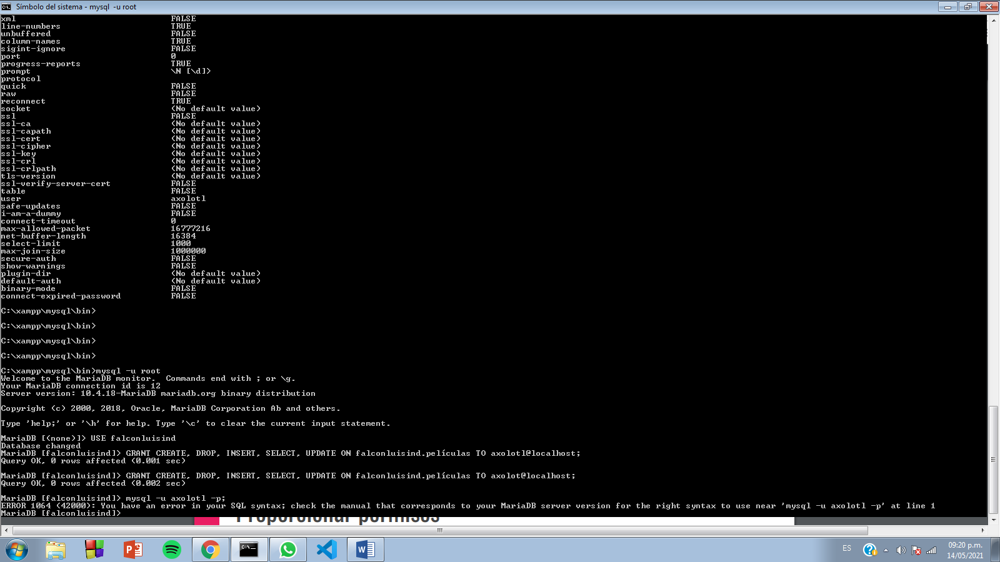 Símbolo del sistema - mysql  -u root
xml FALSE
line-numbers TRUE
unbuffered FALSE
column-names TRUE
sigint-ignore FALSE
port 0
progress-reports TRUE
prompt \N [\d]>
protocol
quick FALSE
raw FALSE
reconnect TRUE
socket (No default value)
ssl FALSE
ssl-ca (No default value)
ssl-capath (No default value)
ssl-cert (No default value)
ssl-cipher (No default value)
ssl-key (No default value)
ssl-crl (No default value)
ssl-crlpath (No default value)
tls-version (No default value)
ssl-verify-server-cert FALSE
table FALSE
user axolotl
safe-updates FALSE
i-am-a-dummy FALSE
connect-timeout 0
max-allowed-packet 16777216
net-buffer-length 16384
select-limit 1000
max-join-size 1000000
secure-auth FALSE
show-warnings FALSE
plugin-dir (No default value)
default-auth (No default value)
binary-mode FALSE
connect-expired-password FALSE
C:\xampp\mysql\bin>
C:\xampp\mysql\bin>
C:\xampp\mysql\bin>
C:\xampp\mysql\bin>
C:\xampp\mysql\bin>mysql -u root
Welcome to the MariaDB monitor.  Commands end with ; or \g.
Your MariaDB connection id is 12
Server version: 10.4.18-MariaDB mariadb.org binary distribution
Copyright (c) 2000, 2018, Oracle, MariaDB Corporation Ab and others.
Type 'help;' or '\h' for help. Type '\c' to clear the current input statement.
MariaDB [(none)]> USE falconluisind
Database changed
MariaDB [falconluisind]> GRANT CREATE, DROP, INSERT, SELECT, UPDATE ON falconluisind.películas TO axolotl@localhost;
Query OK, 0 rows affected (0.001 sec)
MariaDB [falconluisind]> GRANT CREATE, DROP, INSERT, SELECT, UPDATE ON falconluisind.películas TO axolot@localhost;
Query OK, 0 rows affected (0.002 sec)
MariaDB [falconluisind]> mysql -u axolotl -p;
ERROR 1064 (42000): You have an error in your SQL syntax; check the manual that corresponds to your MariaDB server version for the right syntax to use near 'mysql -u axolotl -p' at line 1
MariaDB [falconluisind]>
Proporcionar permisos
ES
09:20 p.m.
14/05/2021